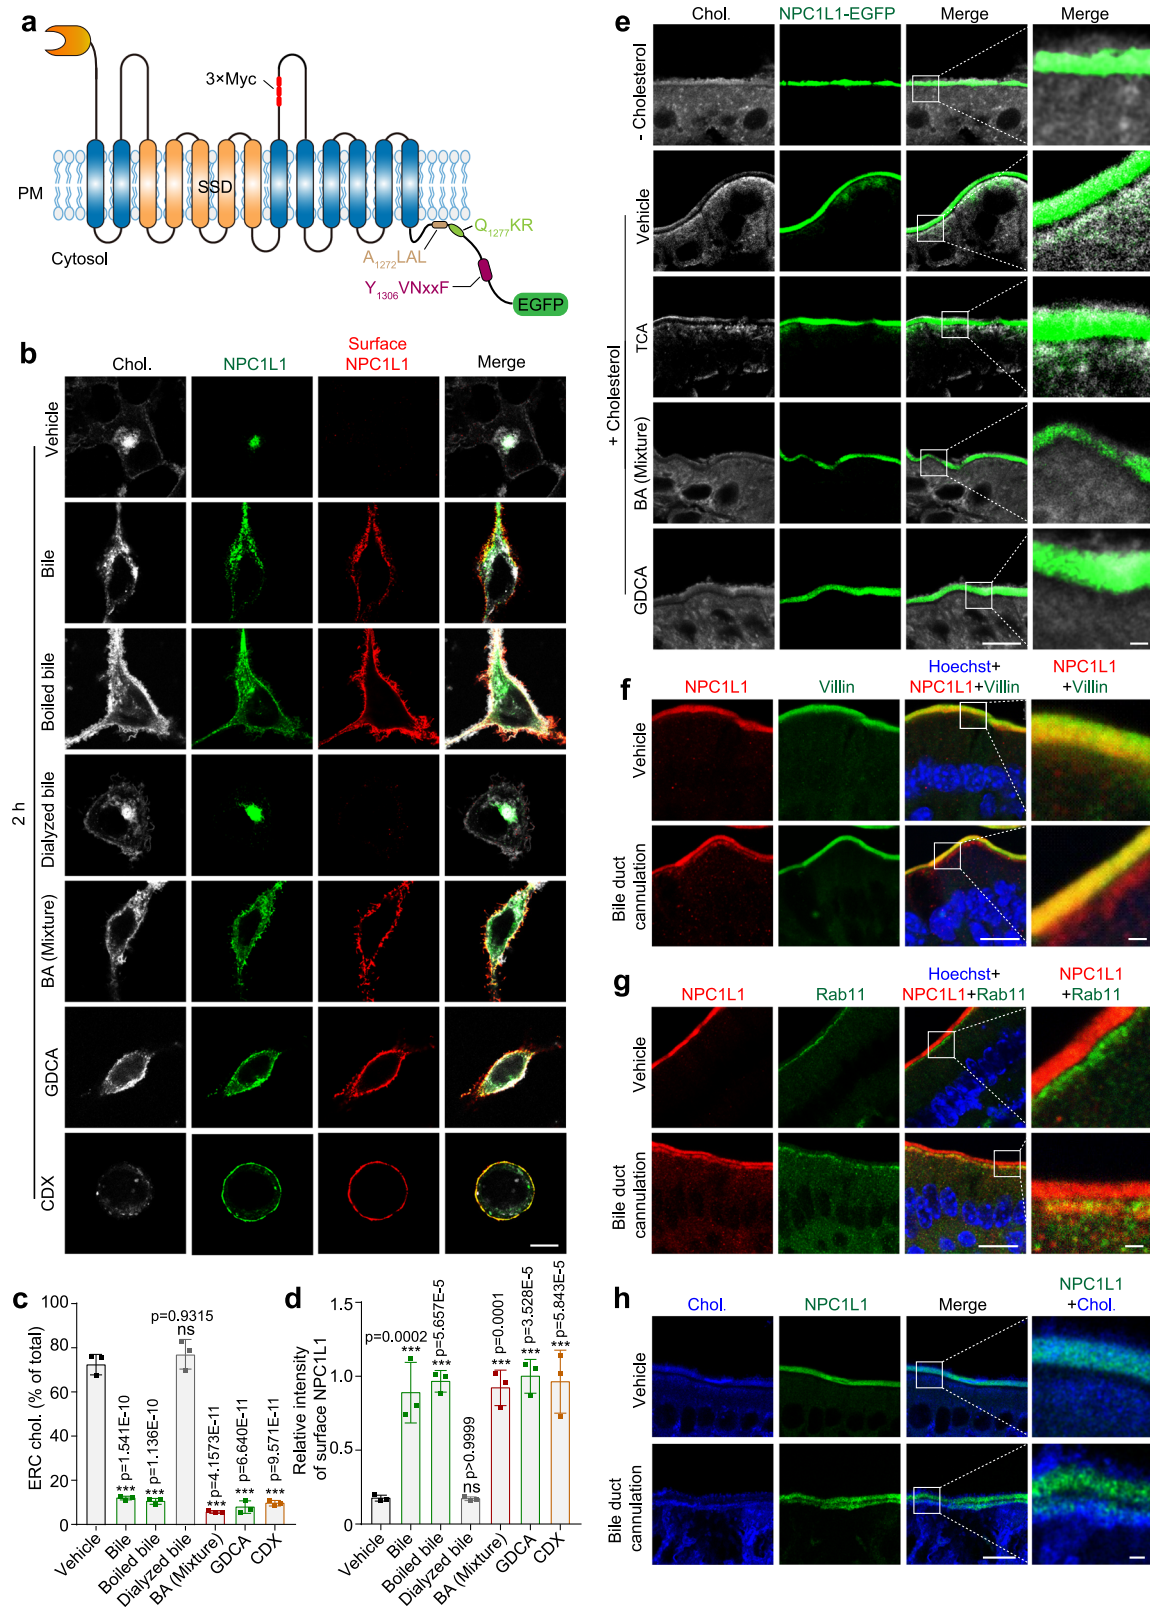 a
3×Myc
SSD
PM
Cytosol
Q1277KR
A1272LAL
Y1306VNxxF
EGFP
b
Chol.
NPC1L1
Surface
NPC1L1
Merge
2 h
Vehicle
Bile
Boiled bile
Dialyzed bile
BA (Mixture)
GDCA
CDX
c
ERC chol. (% of total)
100
80
60
40
20
0
p=1.541E-10
***
p=1.136E-10
***
p=0.9315
ns
p=4.1573E-11
***
p=6.640E-11
***
p=9.571E-11
***
Vehicle
Bile
Boiled bile
Dialyzed bile
BA (Mixture)
GDCA
CDX
d
Relative intensity
of surface NPC1L1
1.5
1.0
0.5
0
p=0.0002
***
p=5.657E-5
***
p>0.9999
ns
p=0.0001
***
p=3.528E-5
***
p=5.843E-5
***
Vehicle
Bile
Boiled bile
Dialyzed bile
BA (Mixture)
GDCA
CDX
e
Chol.
NPC1L1-EGFP
Merge
Merge
- Cholesterol
+ Cholesterol
Vehicle
TCA
BA (Mixture)
GDCA
f
NPC1L1
Villin
Hoechst+
NPC1L1+Villin
NPC1L1
+Villin
Vehicle
Bile duct
cannulation
g
NPC1L1
Rab11
Hoechst+
NPC1L1+Rab11
NPC1L1
+Rab11
Vehicle
Bile duct
cannulation
h
Chol.
NPC1L1
Merge
NPC1L1
+Chol.
Vehicle
Bile duct
cannulation